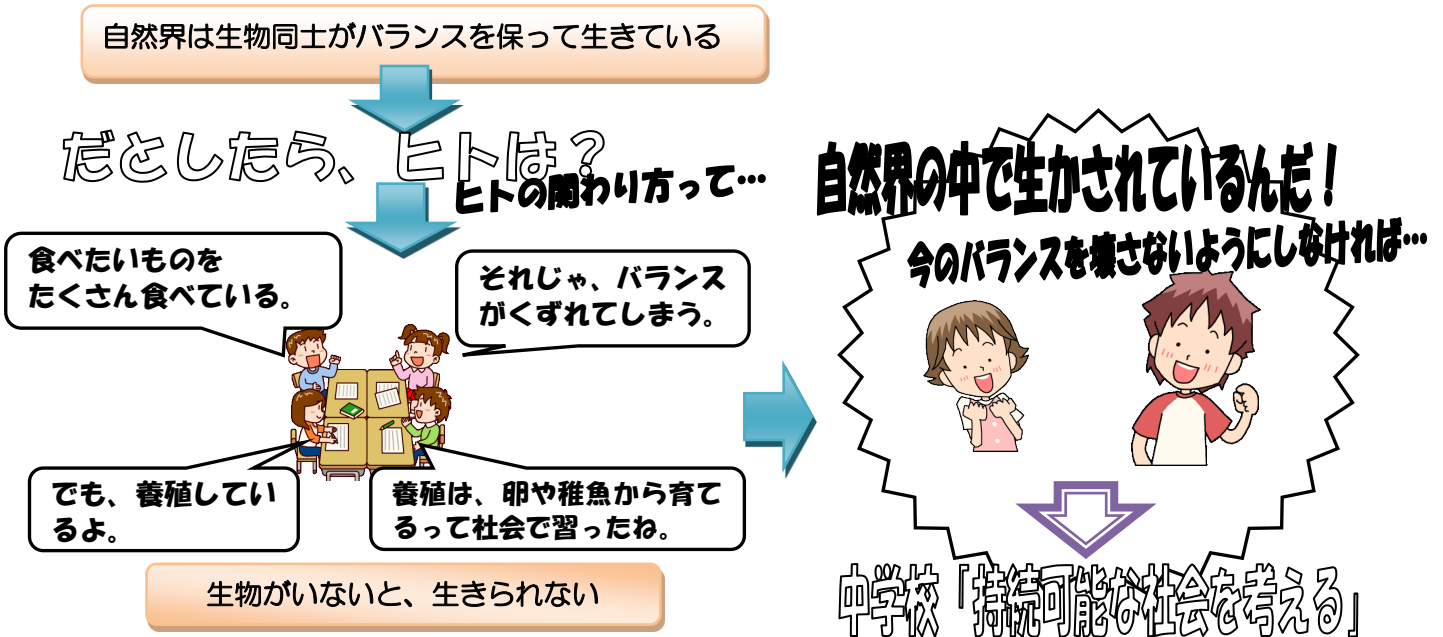 自然界は生物同士がバランスを保って生きている
だとしたら、ヒトは？
ヒトの関わり方って…
食べたいものを
たくさん食べている。
それじゃ、バランス
がくずれてしまう。
でも、養殖してい
るよ。
養殖は、卵や稚魚から育て
るって社会で習ったね。
生物がいないと、生きられない
自然界の中で生かされているんだ！
今のバランスを壊さないようにしなければ…
中学校「持続可能な社会を考える」